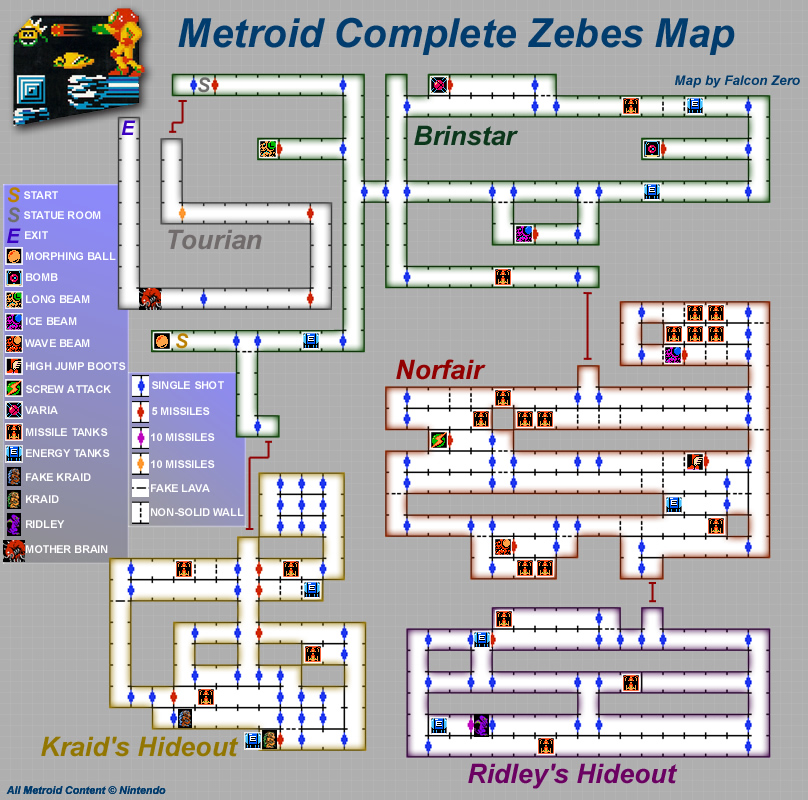 Metroid Complete Zebes Map
Map by Falcon Zero
S
E
Brinstar
Tourian
S
S START
S STATUE ROOM
E EXIT
MORPHING BALL
BOMB
LONG BEAM
ICE BEAM
WAVE BEAM
HIGH JUMP BOOTS
SCREW ATTACK
VARIA
MISSILE TANKS
ENERGY TANKS
FAKE KRAID
KRAID
RIDLEY
MOTHER BRAIN
SINGLE SHOT
5 MISSILES
10 MISSILES
10 MISSILES
FAKE LAVA
NON-SOLID WALL
Norfair
Kraid's Hideout
Ridley's Hideout
All Metroid Content © Nintendo